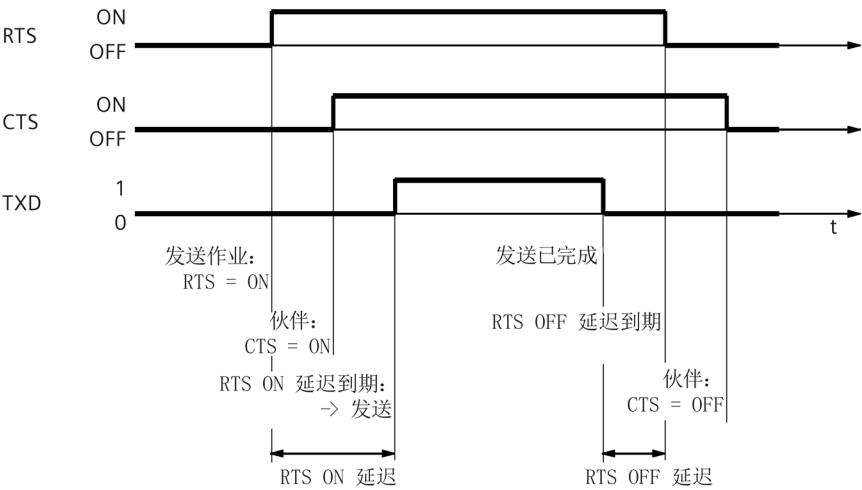 RTS
ON
OFF
CTS
ON
OFF
TXD
1
0
t
发送作业：
RTS = ON
发送已完成
伙伴：
CTS = ON
RTS OFF 延迟到期
RTS ON 延迟到期：
-> 发送
伙伴：
CTS = OFF
RTS ON 延迟
RTS OFF 延迟